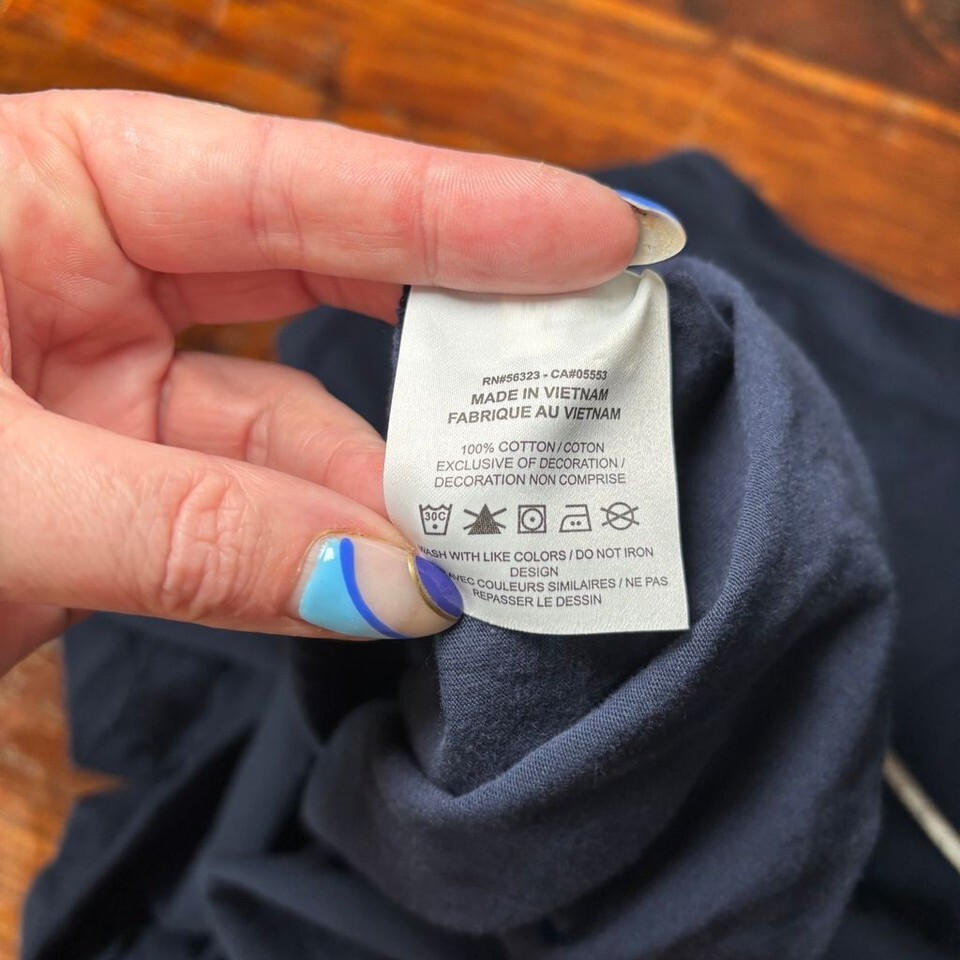 RN#56323 - CA#05553
MADE IN VIETNAM
FABRIQUE AU VIETNAM
100% COTTON / COTON
EXCLUSIVE OF DECORATION /
DECORATION NON COMPRISE
30C
WASH WITH LIKE COLORS / DO NOT IRON
DESIGN
AVEC COULEURS SIMILAIRES / NE PAS
REPASSER LE DESSIN